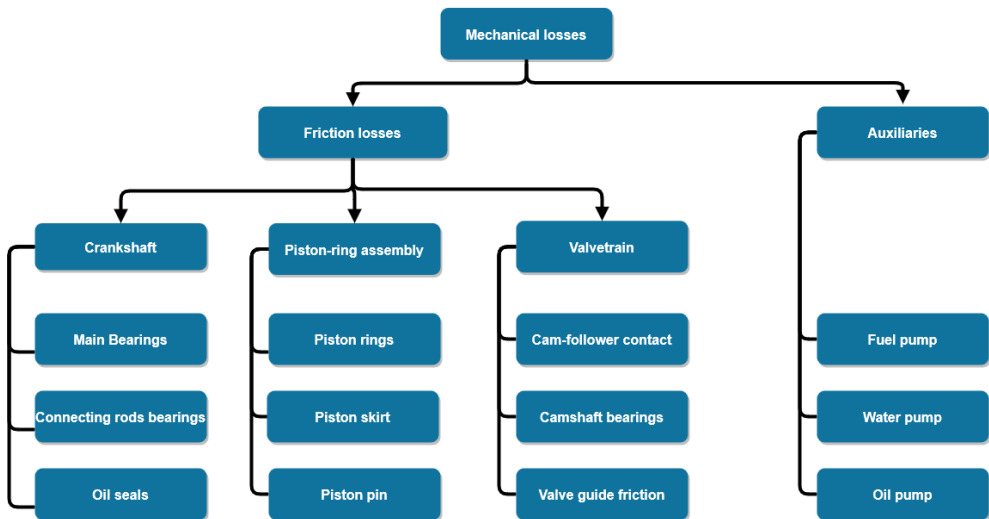 Mechanical losses
Friction losses
Auxiliaries
Crankshaft
Piston-ring assembly
Valvetrain
Main Bearings
Piston rings
Cam-follower contact
Fuel pump
Connecting rods bearings
Piston skirt
Camshaft bearings
Water pump
Oil seals
Piston pin
Valve guide friction
Oil pump